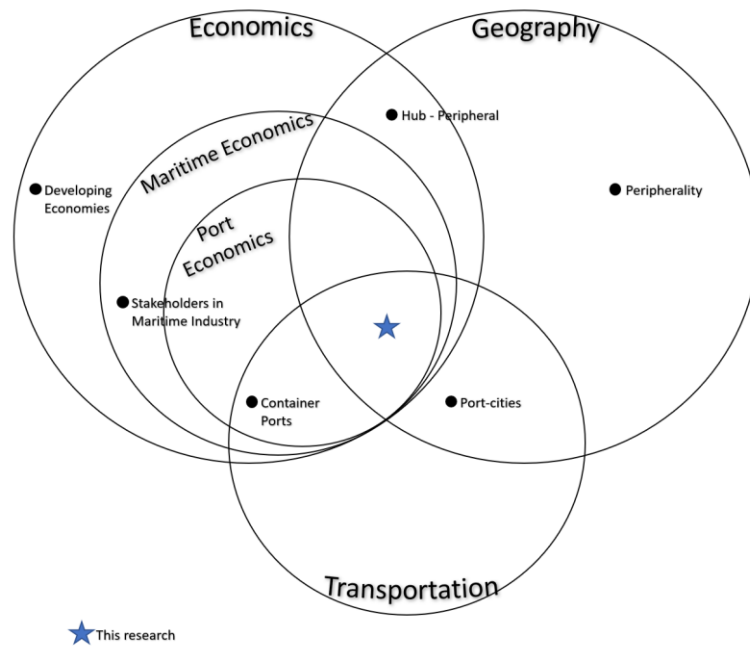 Economics
Geography
Hub - Peripheral
Maritime Economics
Developing
Economies
Peripherality
Port
Economics
Stakeholders in
Maritime Industry
Container
Ports
Port-cities
Transportation
This research